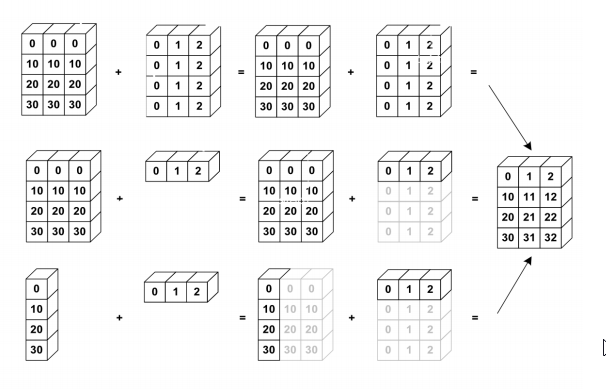 0 0 0 0 1 2 0 0 0 0 1 2
10 10 10 0 1 2 10 10 10 0 1 2
+ = + =
20 20 20 0 1 2 20 20 20 0 1 2
30 30 30 0 1 2 30 30 30 0 1 2
0 0 0 0 1 2 0 0 0 0 1 2 0 1 2
10 10 10 10 10 10 0 1 2 10 11 12
+ = + =
20 20 20 20 20 20 0 1 2 20 21 22
30 30 30 30 30 30 0 1 2 30 31 32
0 0 1 2 0 0 0 0 1 2
10 10 10 10 0 1 2
+ = + =
20 20 20 20 0 1 2
30 30 30 30 0 1 2